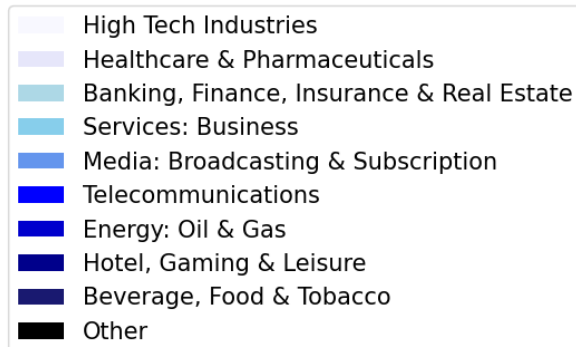 High Tech Industries
Healthcare & Pharmaceuticals
Banking, Finance, Insurance & Real Estate
Services: Business
Media: Broadcasting & Subscription
Telecommunications
Energy: Oil & Gas
Hotel, Gaming & Leisure
Beverage, Food & Tobacco
Other